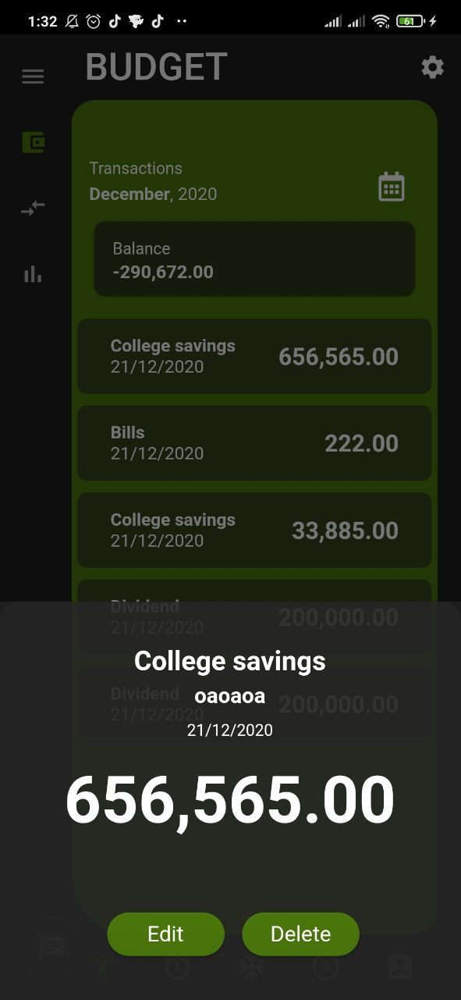 1:32
61
BUDGET
Transactions
December, 2020
Balance
-290,672.00
College savings
656,565.00
21/12/2020
Bills
222.00
21/12/2020
College savings
33,885.00
21/12/2020
Dividend
200,000.00
21/12/2020
Dividend
200,000.00
21/12/2020
College savings
oaoaoa
21/12/2020
656,565.00
Edit
Delete